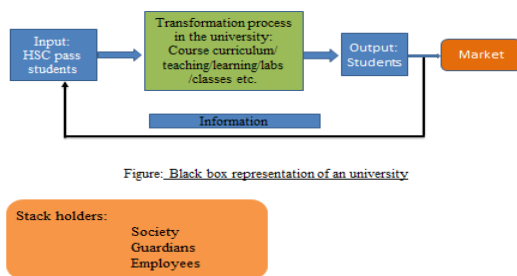 Input:
HSC pass
students
Transformation process
in the university:
Course curriculum/
teaching/learning/labs
/classes etc.
Output:
Students
Market
Information
Figure: Black box representation of an university
Stack holders:
Society
Guardians
Employees